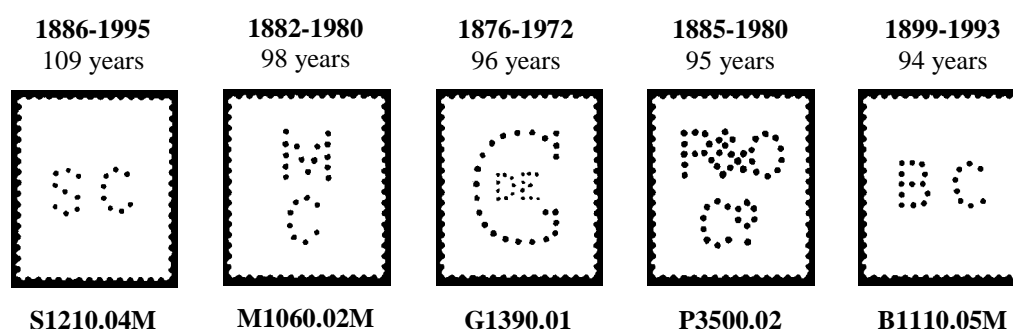 1886-1995 1882-1980 1876-1972 1885-1980 1899-1993
109 years 98 years 96 years 95 years 94 years
S C
M
C
B C
S1210.04M M1060.02M G1390.01 P3500.02 B1110.05M